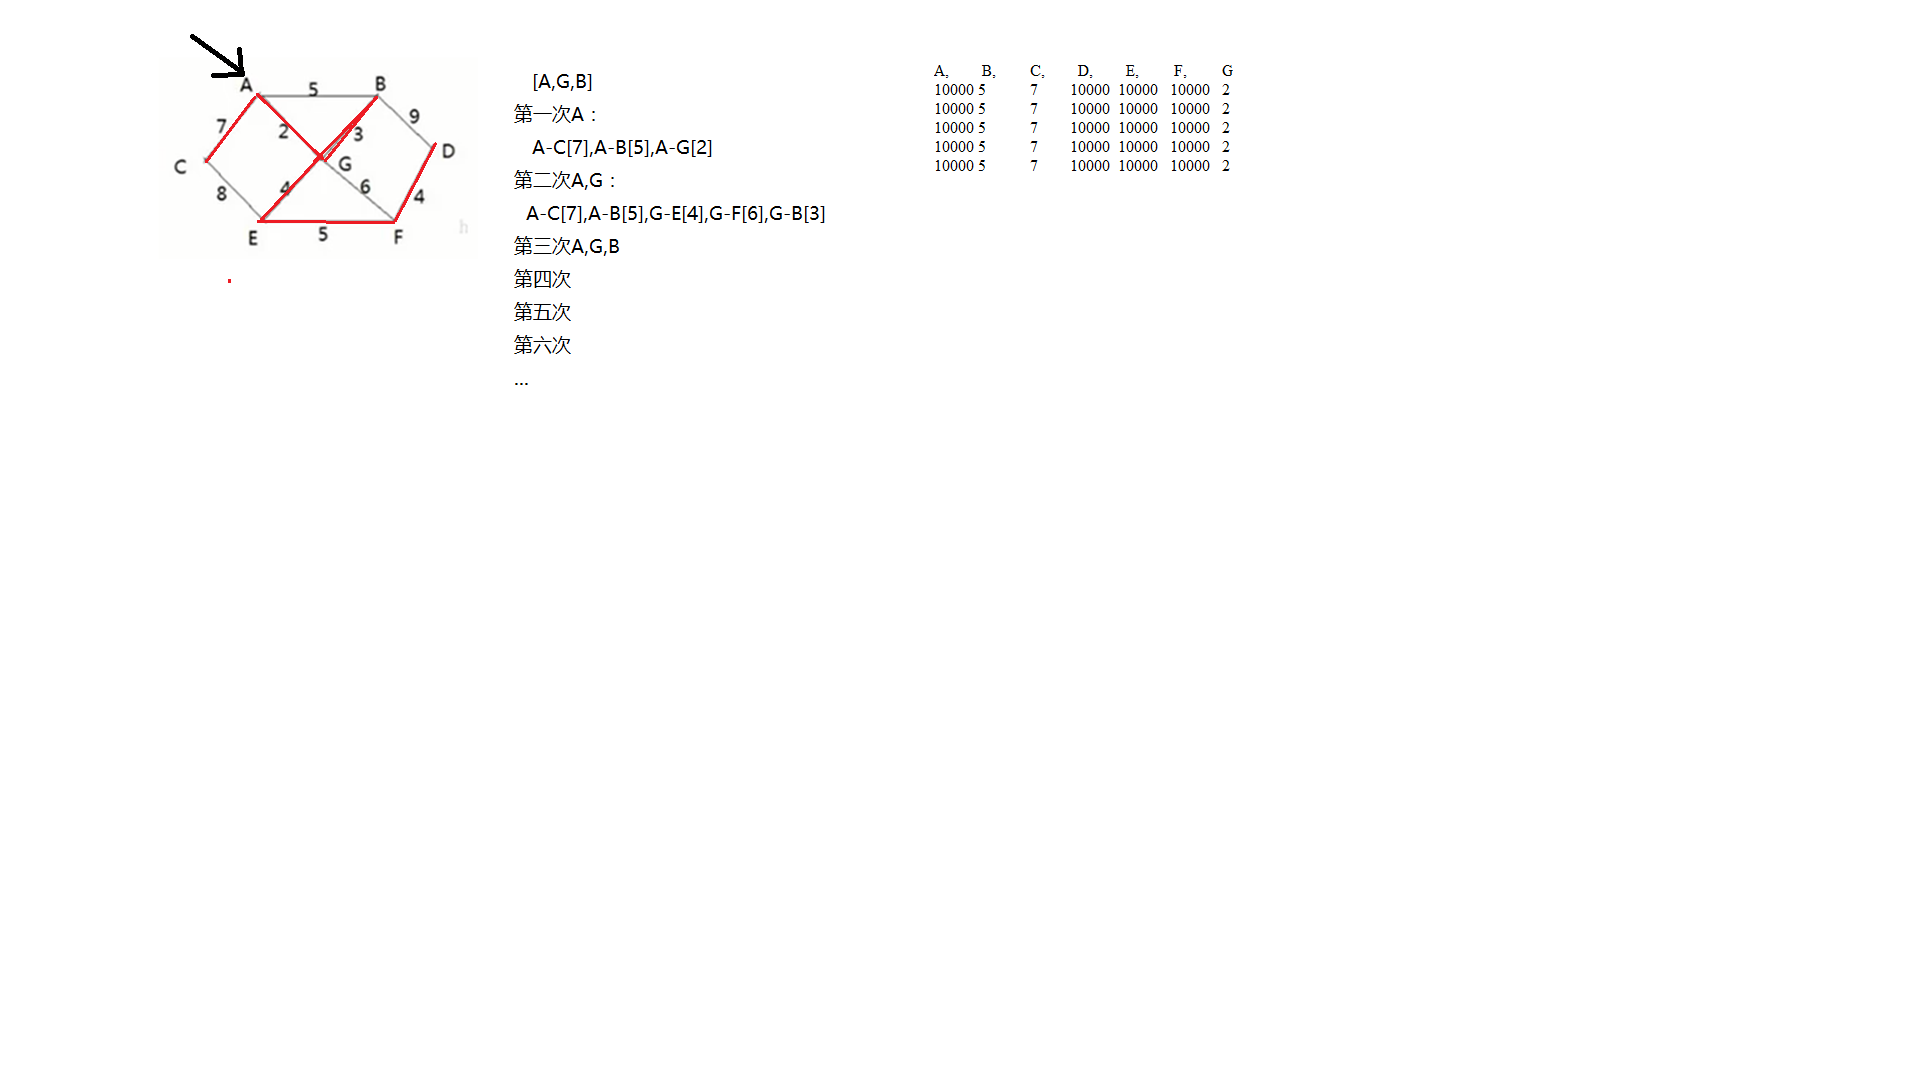 A 5 B
7 2 3 9
C G D
8 4 6 4
E 5 F
h
[A,G,B]
第一次A：
A-C[7],A-B[5],A-G[2]
第二次A,G：
A-C[7],A-B[5],G-E[4],G-F[6],G-B[3]
第三次A,G,B
第四次
第五次
第六次
...
A, B, C, D, E, F, G
10000 5 7 10000 10000 10000 2
10000 5 7 10000 10000 10000 2
10000 5 7 10000 10000 10000 2
10000 5 7 10000 10000 10000 2
10000 5 7 10000 10000 10000 2